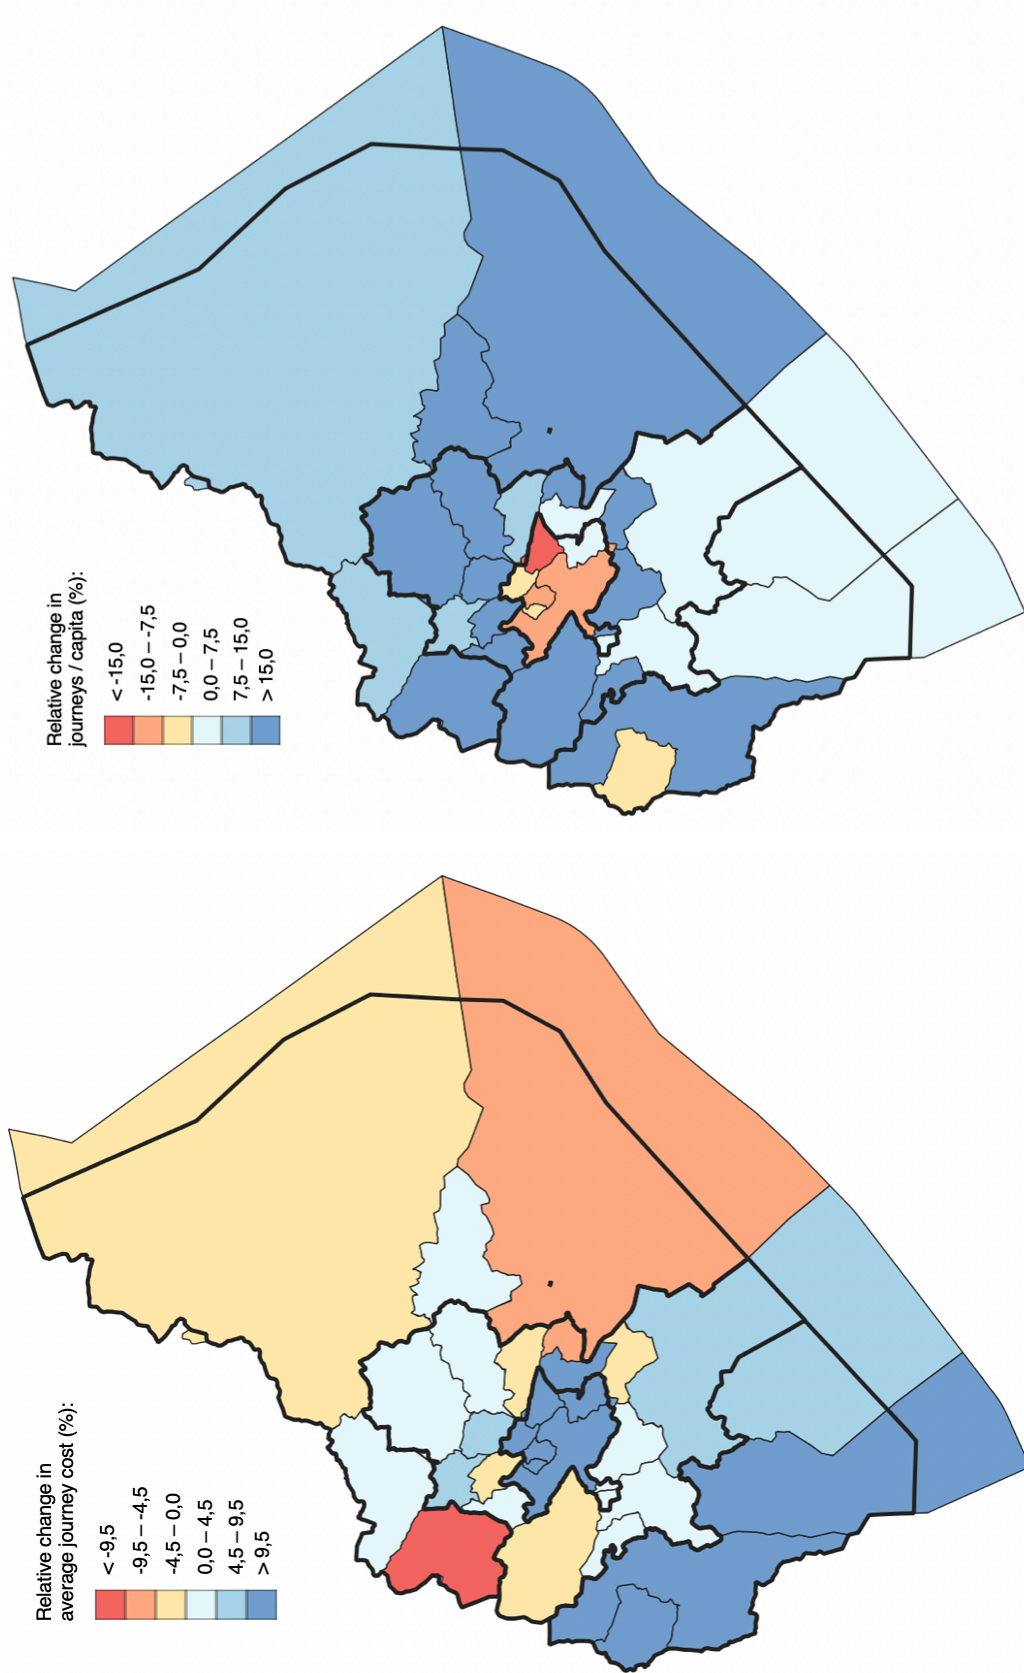 Relative change in
journeys / capita (%):
< -15,0
-15,0 – -7,5
-7,5 – 0,0
0,0 – 7,5
7,5 – 15,0
> 15,0
Relative change in
average journey cost (%):
< -9,5
-9,5 – -4,5
-4,5 – 0,0
0,0 – 4,5
4,5 – 9,5
> 9,5